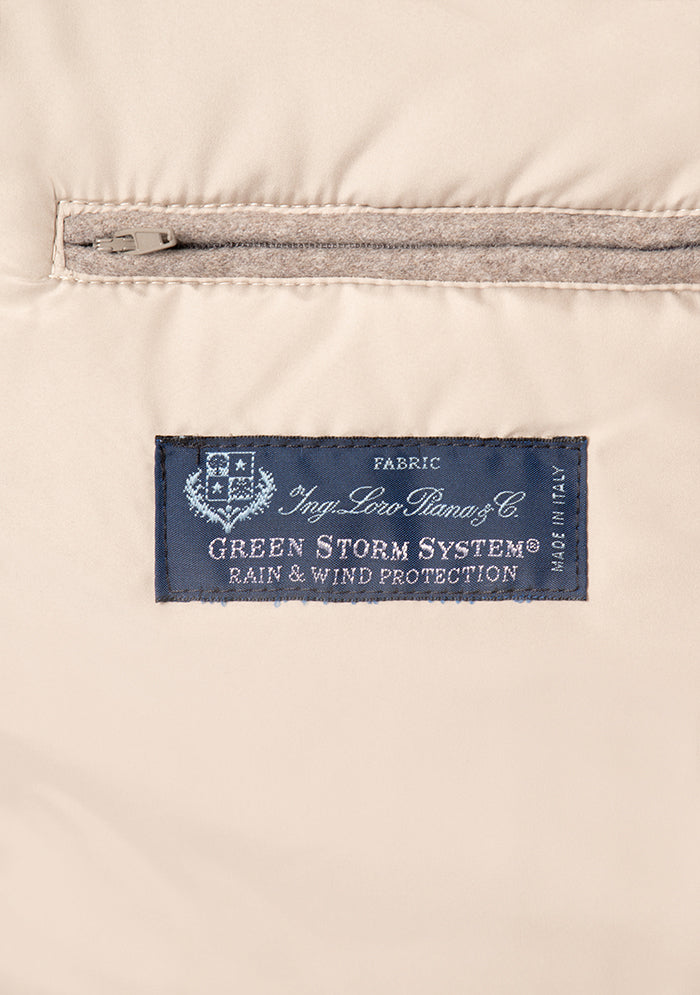 FABRIC
Ing. Loro Piana & C.
GREEN STORM SYSTEM®
RAIN & WIND PROTECTION
MADE IN ITALY